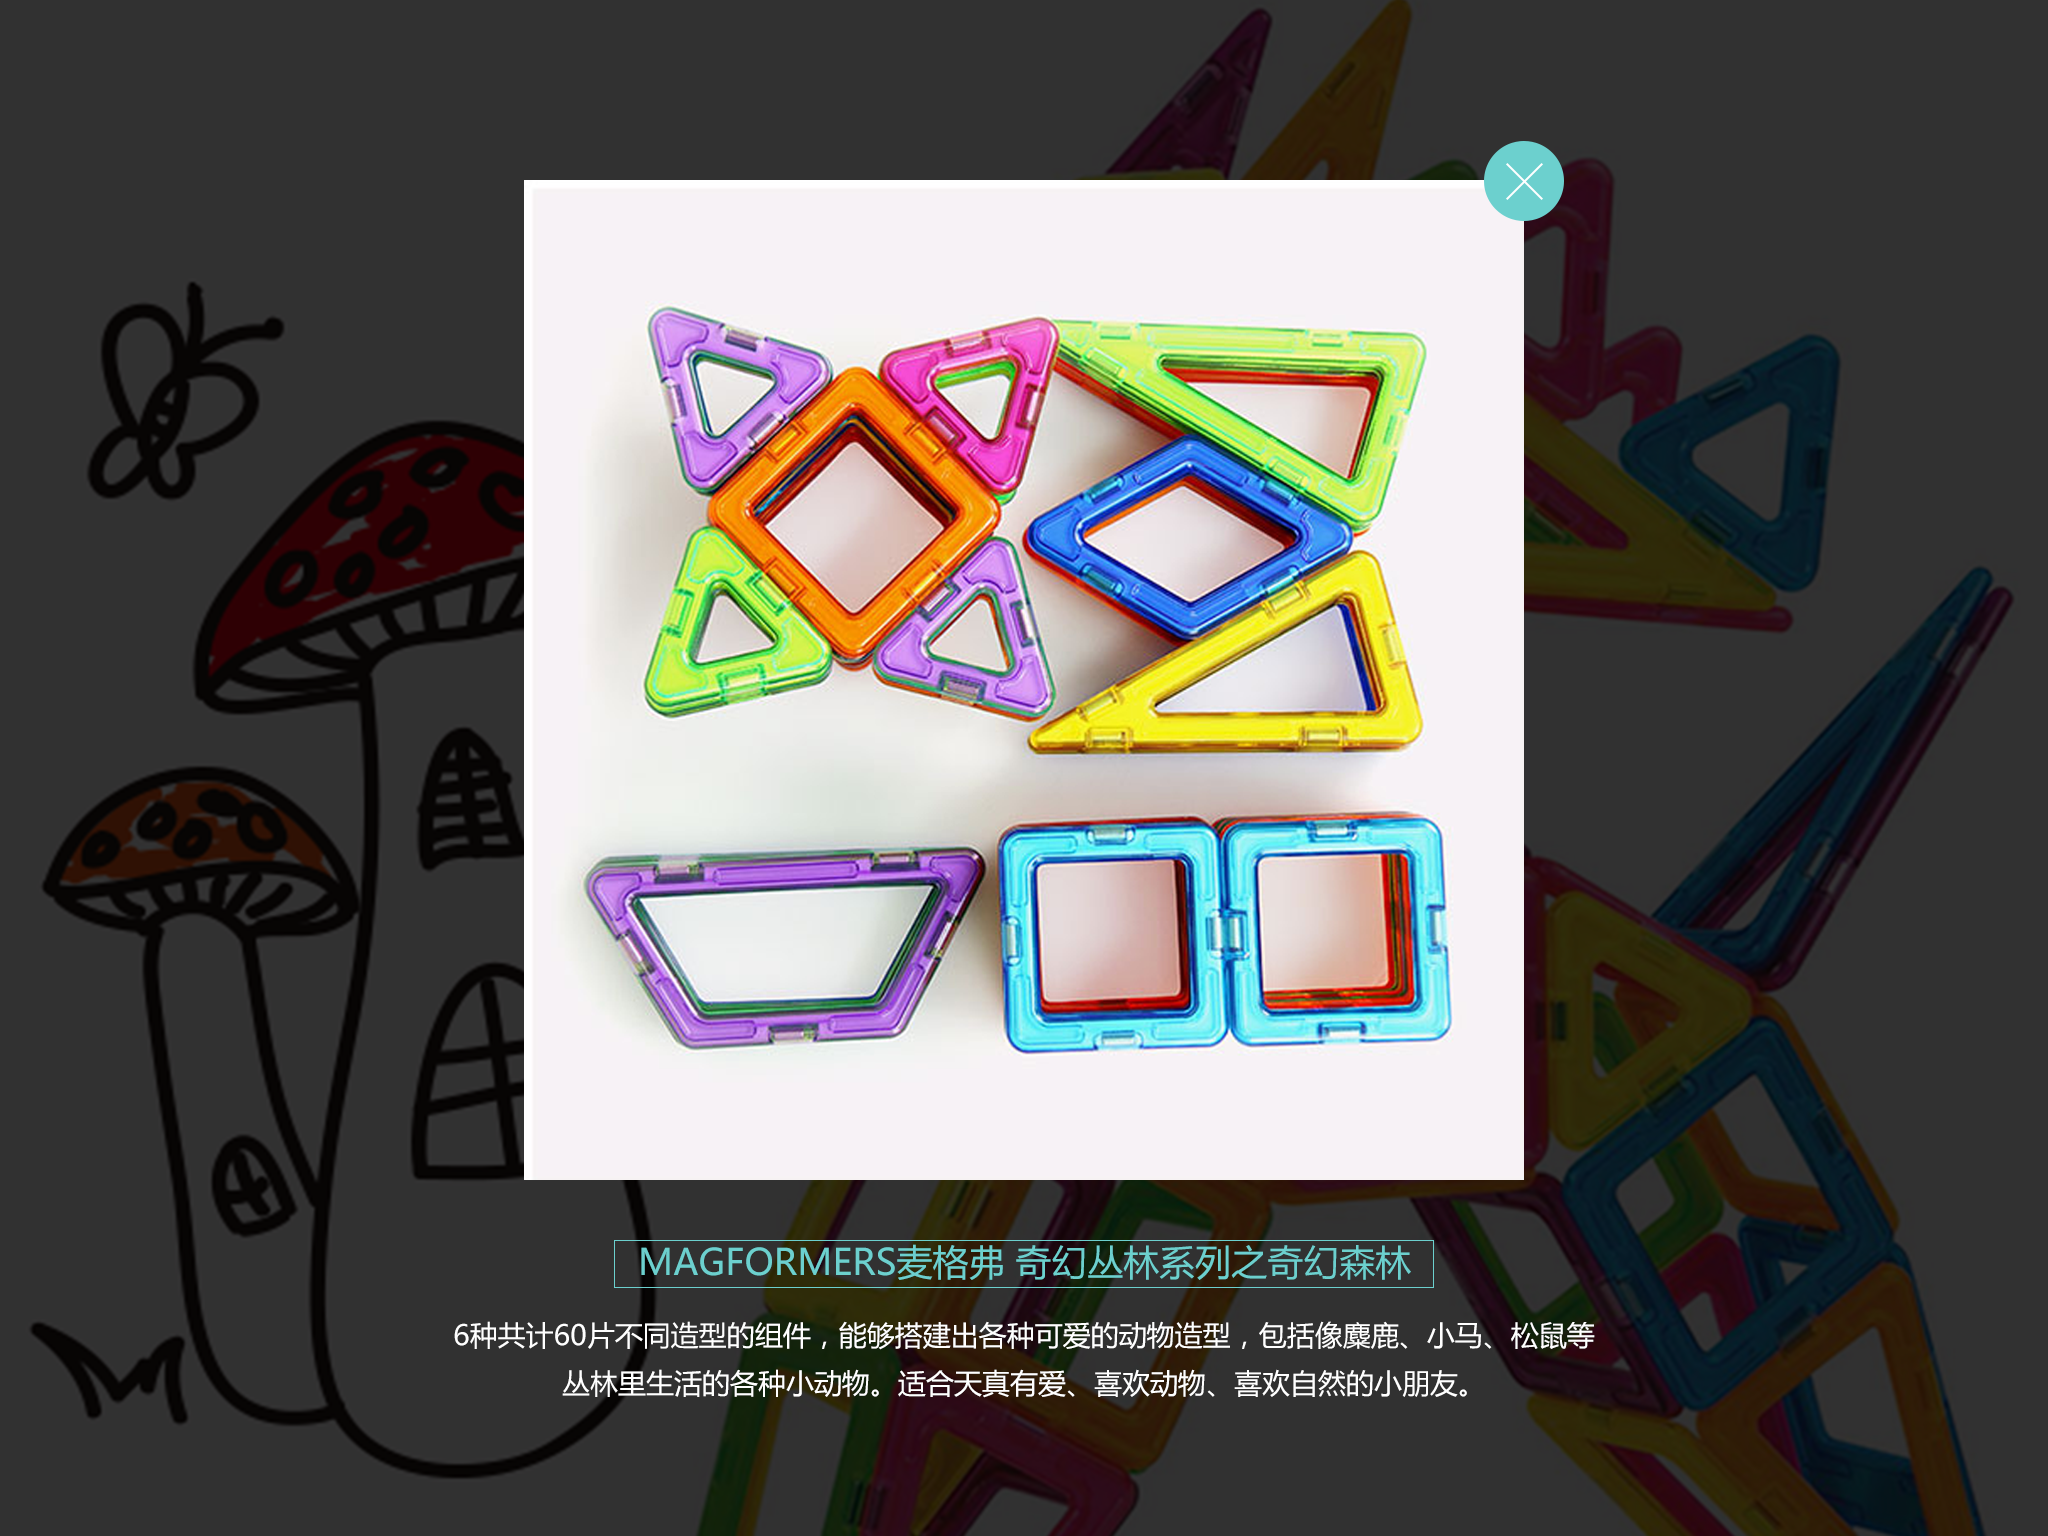 MAGFORMERS麦格弗 奇幻丛林系列之奇幻森林
6种共计60片不同造型的组件，能够搭建出各种可爱的动物造型，包括像麋鹿、小马、松鼠等
丛林里生活的各种小动物。适合天真有爱、喜欢动物、喜欢自然的小朋友。